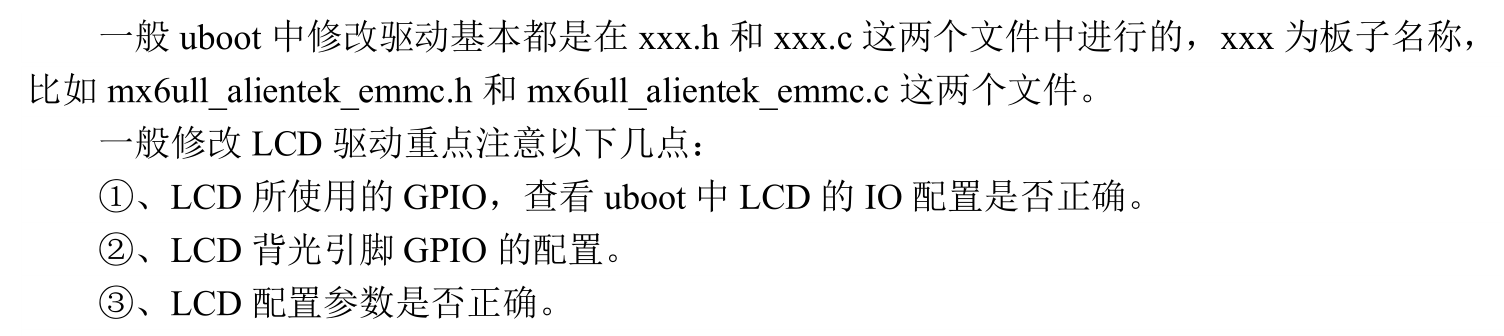 一般 uboot 中修改驱动基本都是在 xxx.h 和 xxx.c 这两个文件中进行的，xxx 为板子名称，
比如 mx6ull_alientek_emmc.h 和 mx6ull_alientek_emmc.c 这两个文件。
一般修改 LCD 驱动重点注意以下几点：
①、LCD 所使用的 GPIO，查看 uboot 中 LCD 的 IO 配置是否正确。
②、LCD 背光引脚 GPIO 的配置。
③、LCD 配置参数是否正确。